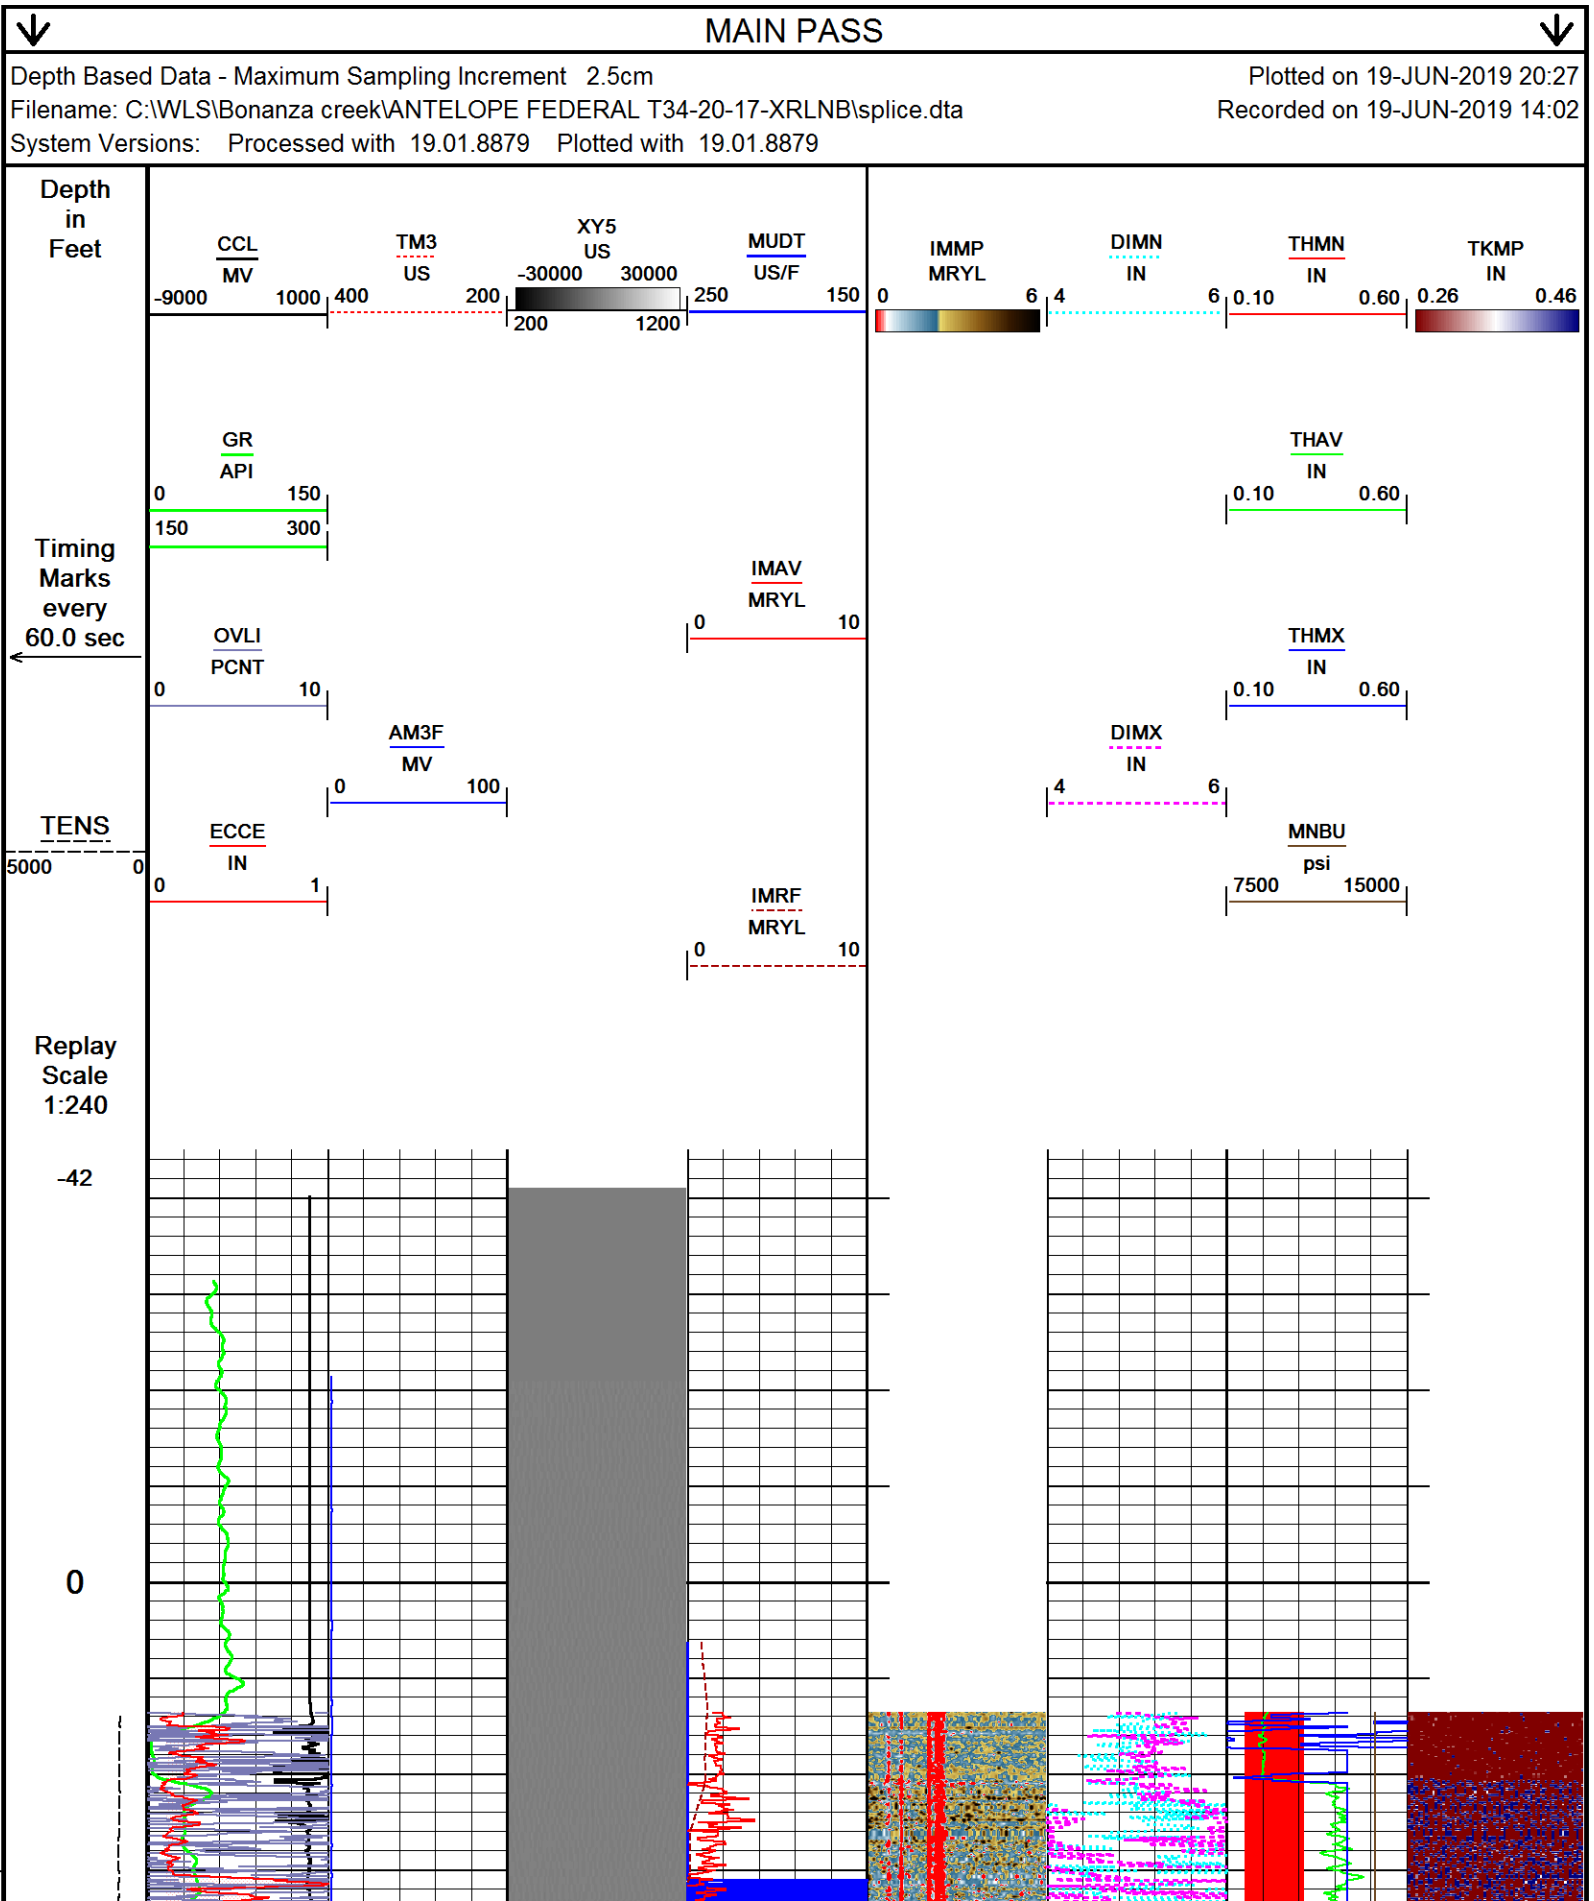 MAIN PASS
Depth Based Data - Maximum Sampling Increment 2.5cm
Plotted on 19-JUN-2019 20:27
Filename: C:\WLS\Bonanza creek\ANTELOPE FEDERAL T34-20-17-XRLNB\splice.dta
Recorded on 19-JUN-2019 14:02
System Versions: Processed with 19.01.8879 Plotted with 19.01.8879
Depth
in
Feet
CCL
MV
-9000 1000
TM3
US
400 200
XY5
US
-30000 30000
200 1200
MUDT
US/F
250 150
IMMP
MRYL
0 6
DIMN
IN
4 6
THMN
IN
0.10 0.60
TKMP
IN
0.26 0.46
GR
API
0 150
150 300
THAV
IN
0.10 0.60
Timing
Marks
every
60.0 sec
IMAV
MRYL
0 10
OVLI
PCNT
0 10
THMX
IN
0.10 0.60
AM3F
MV
0 100
DIMX
IN
4 6
TENS
5000 0
ECCE
IN
0 1
MNBU
psi
7500 15000
IMRF
MRYL
0 10
Replay
Scale
1:240
-42
0